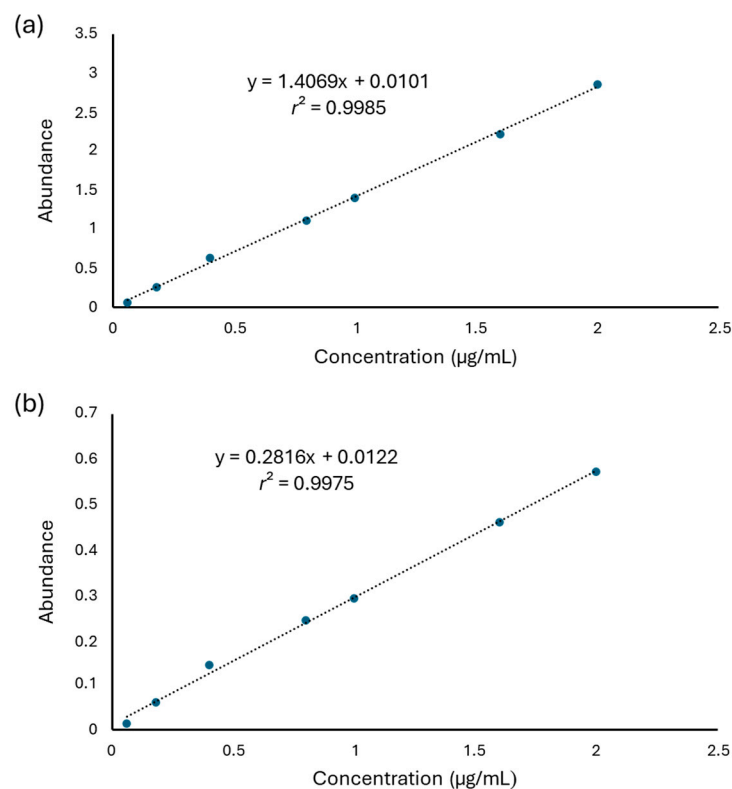 (a)
3.5
3
2.5
2
1.5
1
0.5
0
Abundance
y = 1.4069x + 0.0101
r² = 0.9985
0 0.5 1 1.5 2 2.5
Concentration (µg/mL)
(b)
0.7
0.6
0.5
0.4
0.3
0.2
0.1
0
Abundance
y = 0.2816x + 0.0122
r² = 0.9975
0 0.5 1 1.5 2 2.5
Concentration (µg/mL)